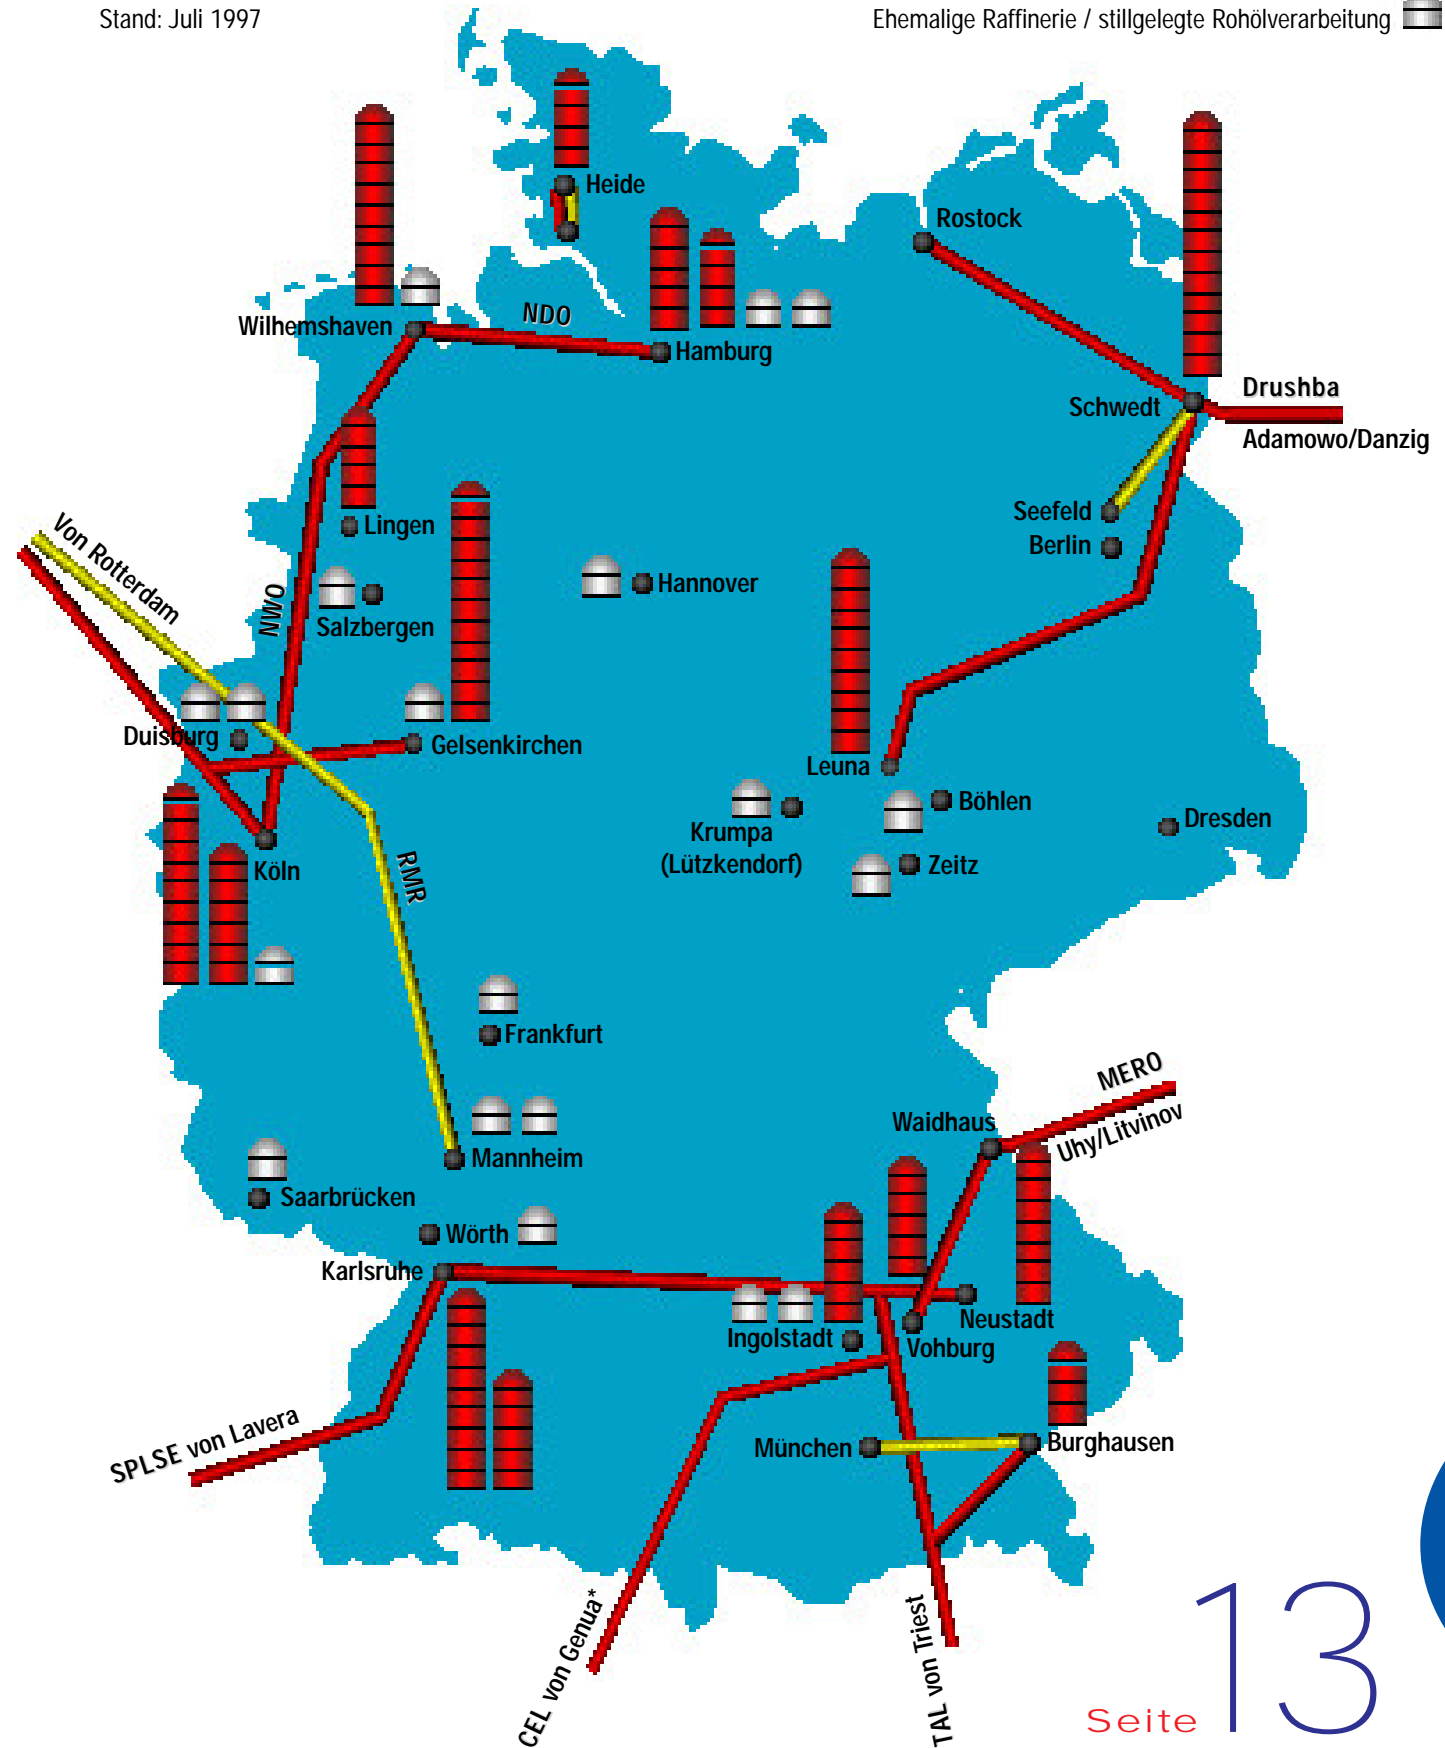 Stand: Juli 1997
Ehemalige Raffinerie / stillgelegte Rohölverarbeitung
Heide
Rostock
Wilhemshaven
NDO
Hamburg
Schwedt
Drushba
Adamowo/Danzig
Seefeld
Berlin
Lingen
Von Rotterdam
NWO
Salzbergen
Hannover
Duisburg
Gelsenkirchen
Leuna
Böhlen
Krumpa
(Lützkendorf)
Zeitz
Dresden
Köln
RMR
Frankfurt
MERO
Uhy/Litvinov
Waidhaus
Mannheim
Saarbrücken
Wörth
Karlsruhe
Ingolstadt
Neustadt
Vohburg
SPLSE von Lavera
München
Burghausen
CEL von Genua*
TAL von Triest
Seite 13